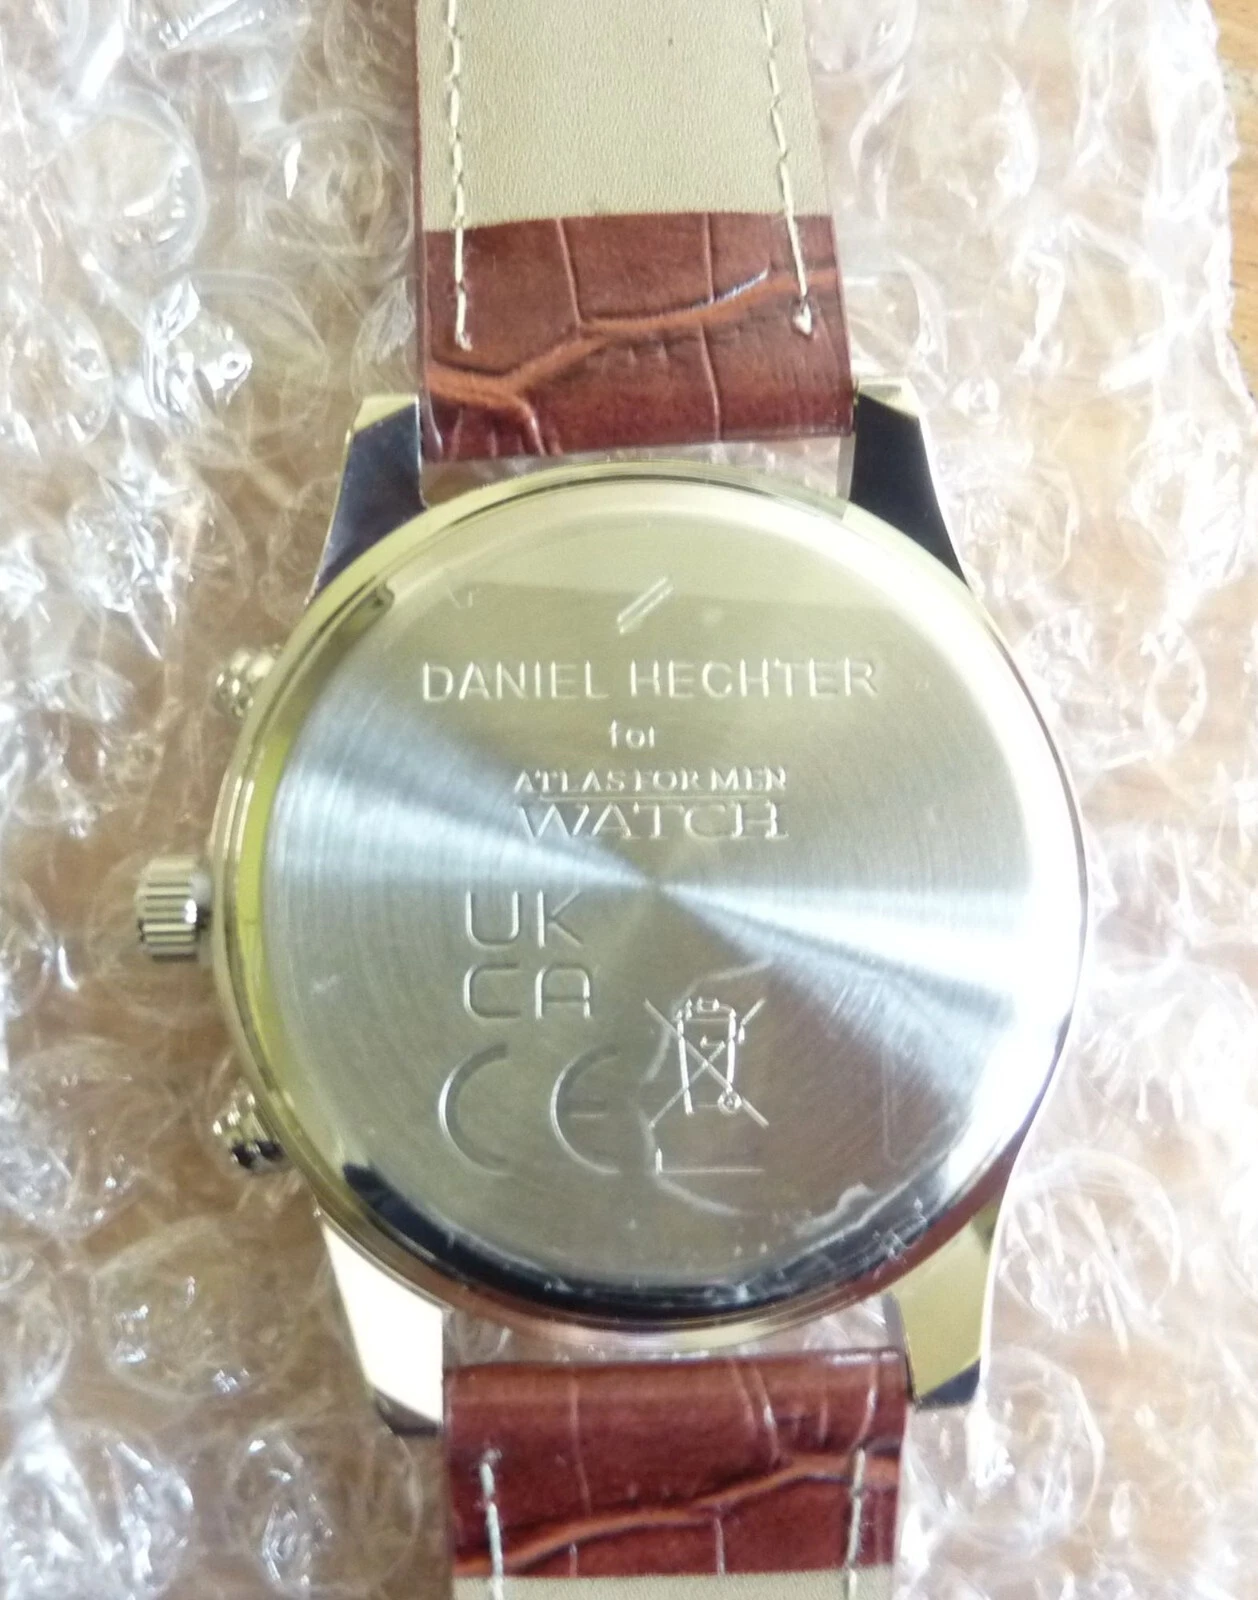 DANIEL HECHTER
for
ATLAS FOR MEN
WATCH
UK
CA
CE